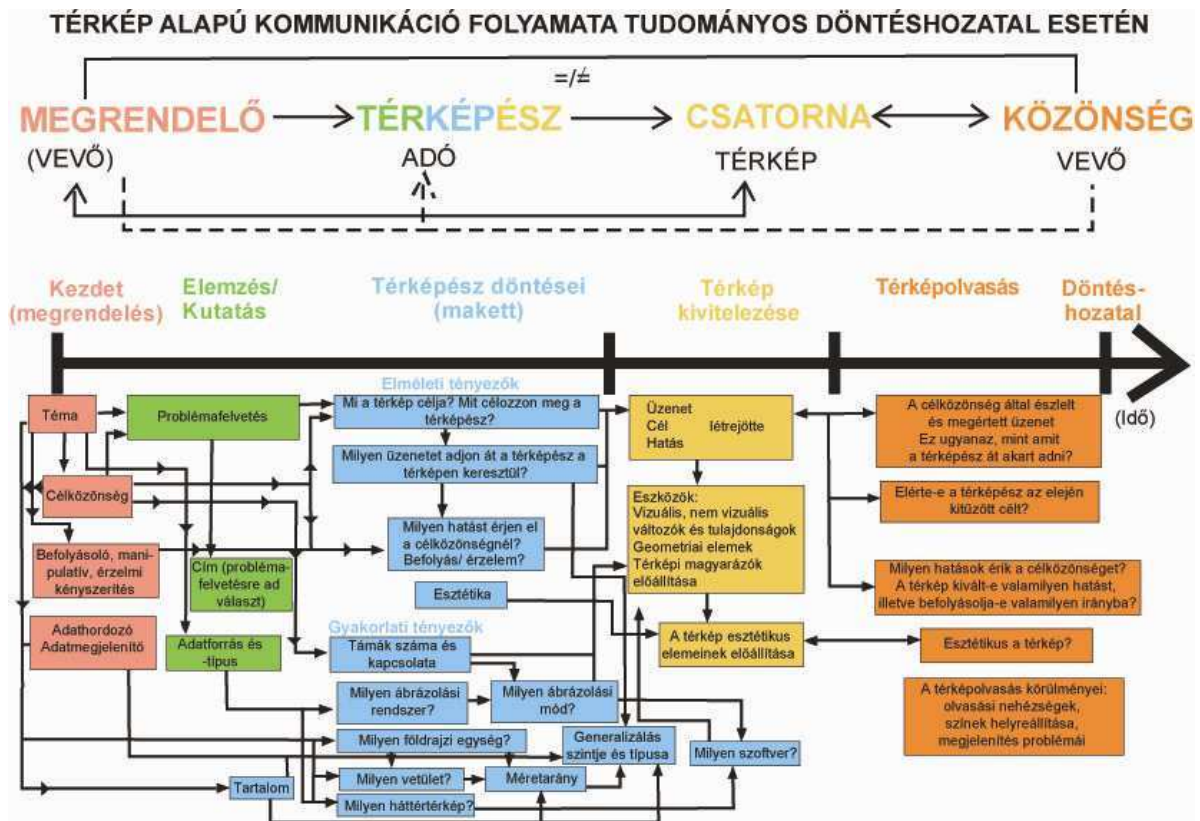 TÉRKÉP ALAPÚ KOMMUNIKÁCIÓ FOLYAMATA TUDOMÁNYOS DÖNTÉSHOZATAL ESETÉN
=/≠
MEGRENDELŐ
TÉRKÉPÉSZ
CSATORNA
KÖZÖNSÉG
(VEVŐ)
ADÓ
TÉRKÉP
VEVŐ
Kezdet
(megrendelés)
Elemzés/
Kutatás
Térképész döntései
(makett)
Térkép
kivitelezése
Térképolvasás
Döntés-
hozatal
(Idő)
Téma
Célközönség
Befolyásoló, mani-
pulatív, érzelmi
kényszerítés
Adathordozó
Adatmegjelenítő
Problémafelvetés
Cím (probléma-
felvetésre ad
választ)
Adatforrás és
-típus
Tartalom
Elméleti tényezők
Mi a térkép célja? Mit célozzon meg a
térképész?
Milyen üzenetet adjon át a térképész a
térképen keresztül?
Milyen hatást érjen el
a célközönségnél?
Befolyás/ érzelem?
Esztétika
Gyakorlati tényezők
Támák száma és
kapcsolata
Milyen ábrázolási
rendszer?
Milyen ábrázolási
mód?
Milyen földrajzi egység?
Generalizálás
szintje és típusa
Milyen szoftver?
Milyen vetület?
Méretarány
Milyen háttértérkép?
Üzenet
Cél létrejötte
Hatás
Eszközök:
Vizuális, nem vizuális
változók és tulajdonságok
Geometriai elemek
Térképi magyarázók
előállítása
A térkép esztétikus
elemeinek előállítása
A célközönség által észlelt
és megértett üzenet
Ez ugyanaz, mint amit
a térképész át akart adni?
Elérte-e a térképész az elején
kitűzött célt?
Milyen hatások érik a célközönséget?
A térkép kivált-e valamilyen hatást,
illetve befolyásolja-e valamilyen irányba?
Esztétikus a térkép?
A térképolvasás körülményei:
olvasási nehézségek,
színek helyreállítása,
megjelenítés problémái